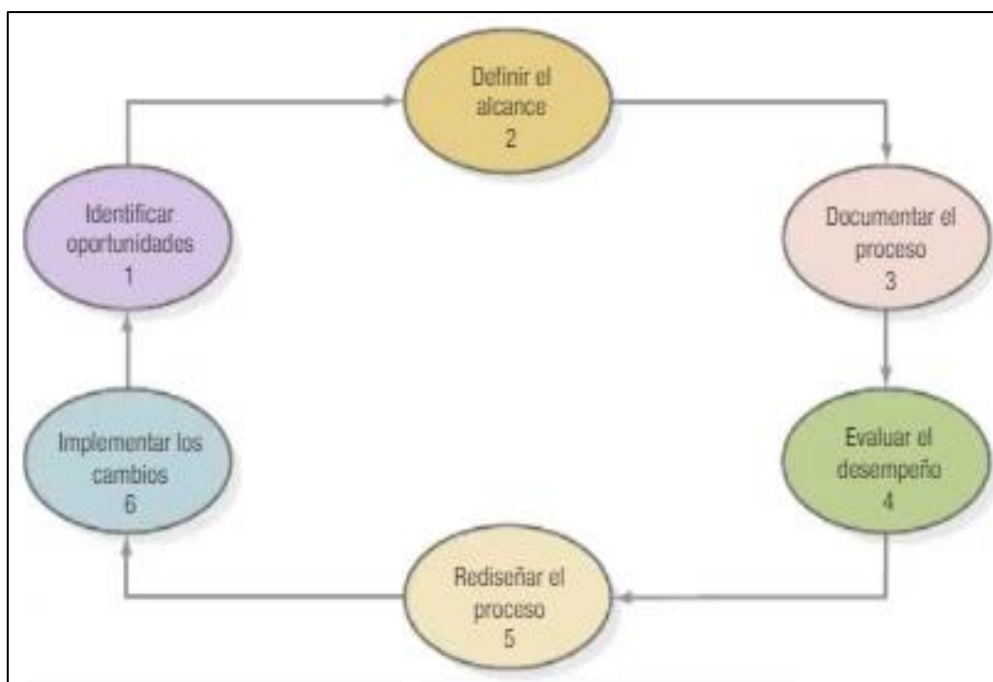 Identificar
oportunidades
1
Definir el
alcance
2
Documentar el
proceso
3
Evaluar el
desempeño
4
Rediseñar el
proceso
5
Implementar los
cambios
6